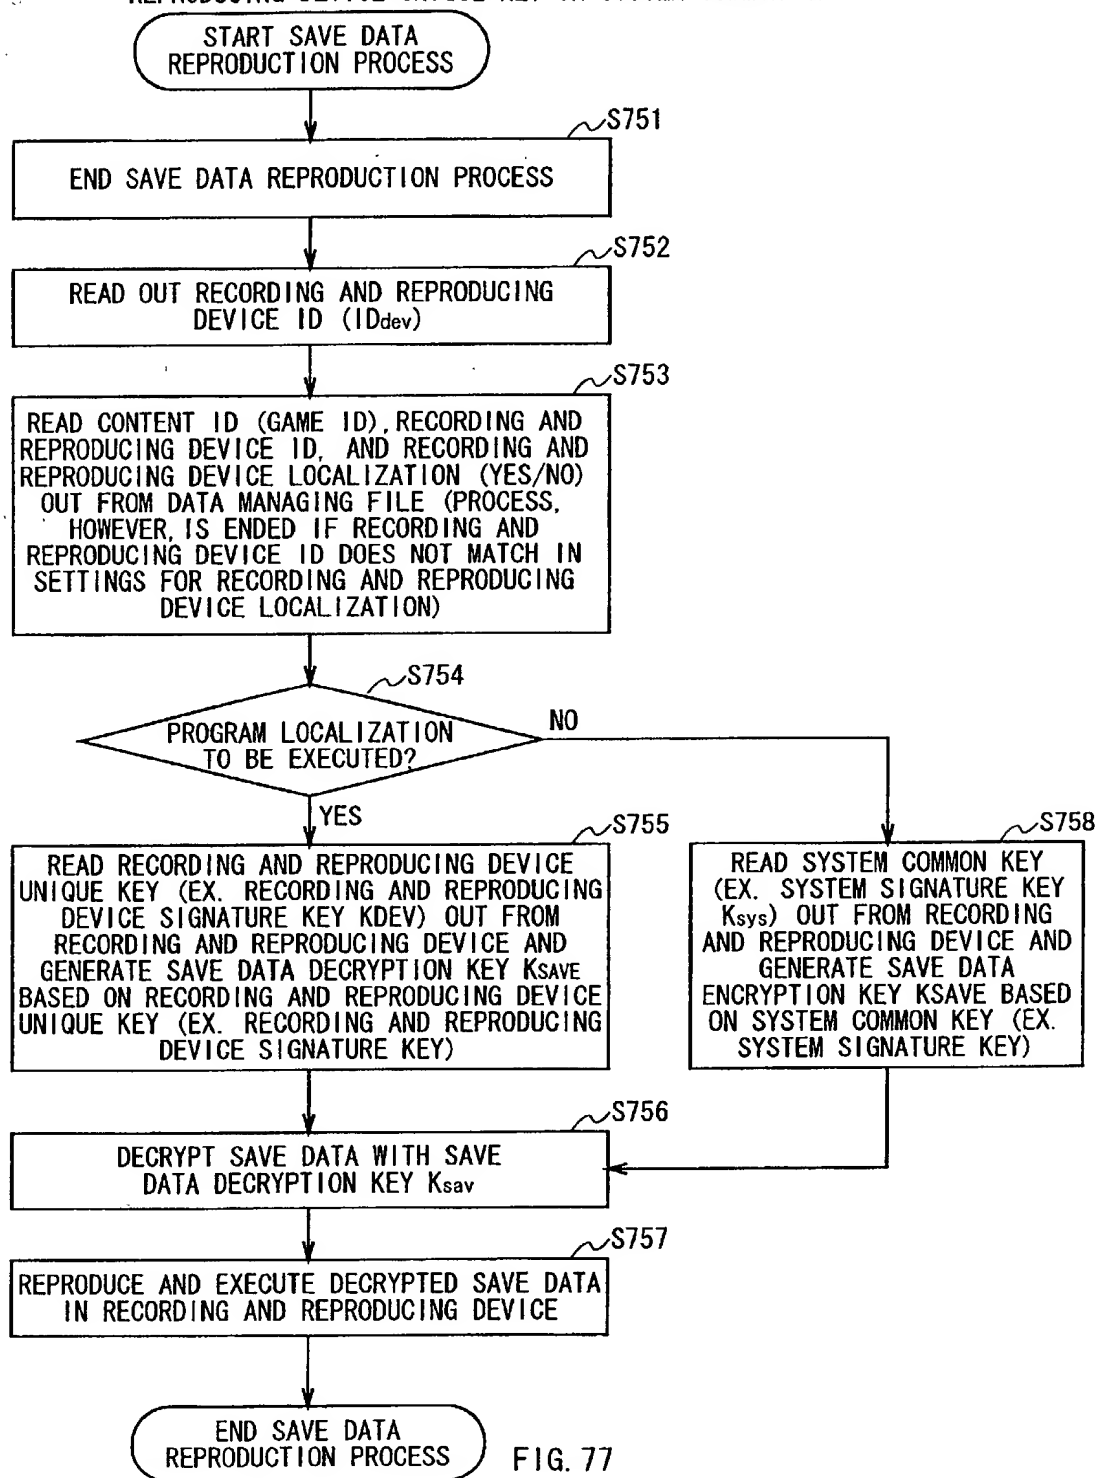 START SAVE DATA
REPRODUCTION PROCESS
S751
END SAVE DATA REPRODUCTION PROCESS
S752
READ OUT RECORDING AND REPRODUCING
DEVICE ID (IDdev)
S753
READ CONTENT ID (GAME ID), RECORDING AND
REPRODUCING DEVICE ID, AND RECORDING AND
REPRODUCING DEVICE LOCALIZATION (YES/NO)
OUT FROM DATA MANAGING FILE (PROCESS,
HOWEVER, IS ENDED IF RECORDING AND
REPRODUCING DEVICE ID DOES NOT MATCH IN
SETTINGS FOR RECORDING AND REPRODUCING
DEVICE LOCALIZATION)
S754
PROGRAM LOCALIZATION
TO BE EXECUTED?
NO
YES
S755
READ RECORDING AND REPRODUCING DEVICE
UNIQUE KEY (EX. RECORDING AND REPRODUCING
DEVICE SIGNATURE KEY KDEV) OUT FROM
RECORDING AND REPRODUCING DEVICE AND
GENERATE SAVE DATA DECRYPTION KEY KSAVE
BASED ON RECORDING AND REPRODUCING DEVICE
UNIQUE KEY (EX. RECORDING AND REPRODUCING
DEVICE SIGNATURE KEY)
S758
READ SYSTEM COMMON KEY
(EX. SYSTEM SIGNATURE KEY
Ksys) OUT FROM RECORDING
AND REPRODUCING DEVICE AND
GENERATE SAVE DATA
ENCRYPTION KEY KSAVE BASED
ON SYSTEM COMMON KEY (EX.
SYSTEM SIGNATURE KEY)
S756
DECRYPT SAVE DATA WITH SAVE
DATA DECRYPTION KEY Ksav
S757
REPRODUCE AND EXECUTE DECRYPTED SAVE DATA
IN RECORDING AND REPRODUCING DEVICE
END SAVE DATA
REPRODUCTION PROCESS
FIG. 77